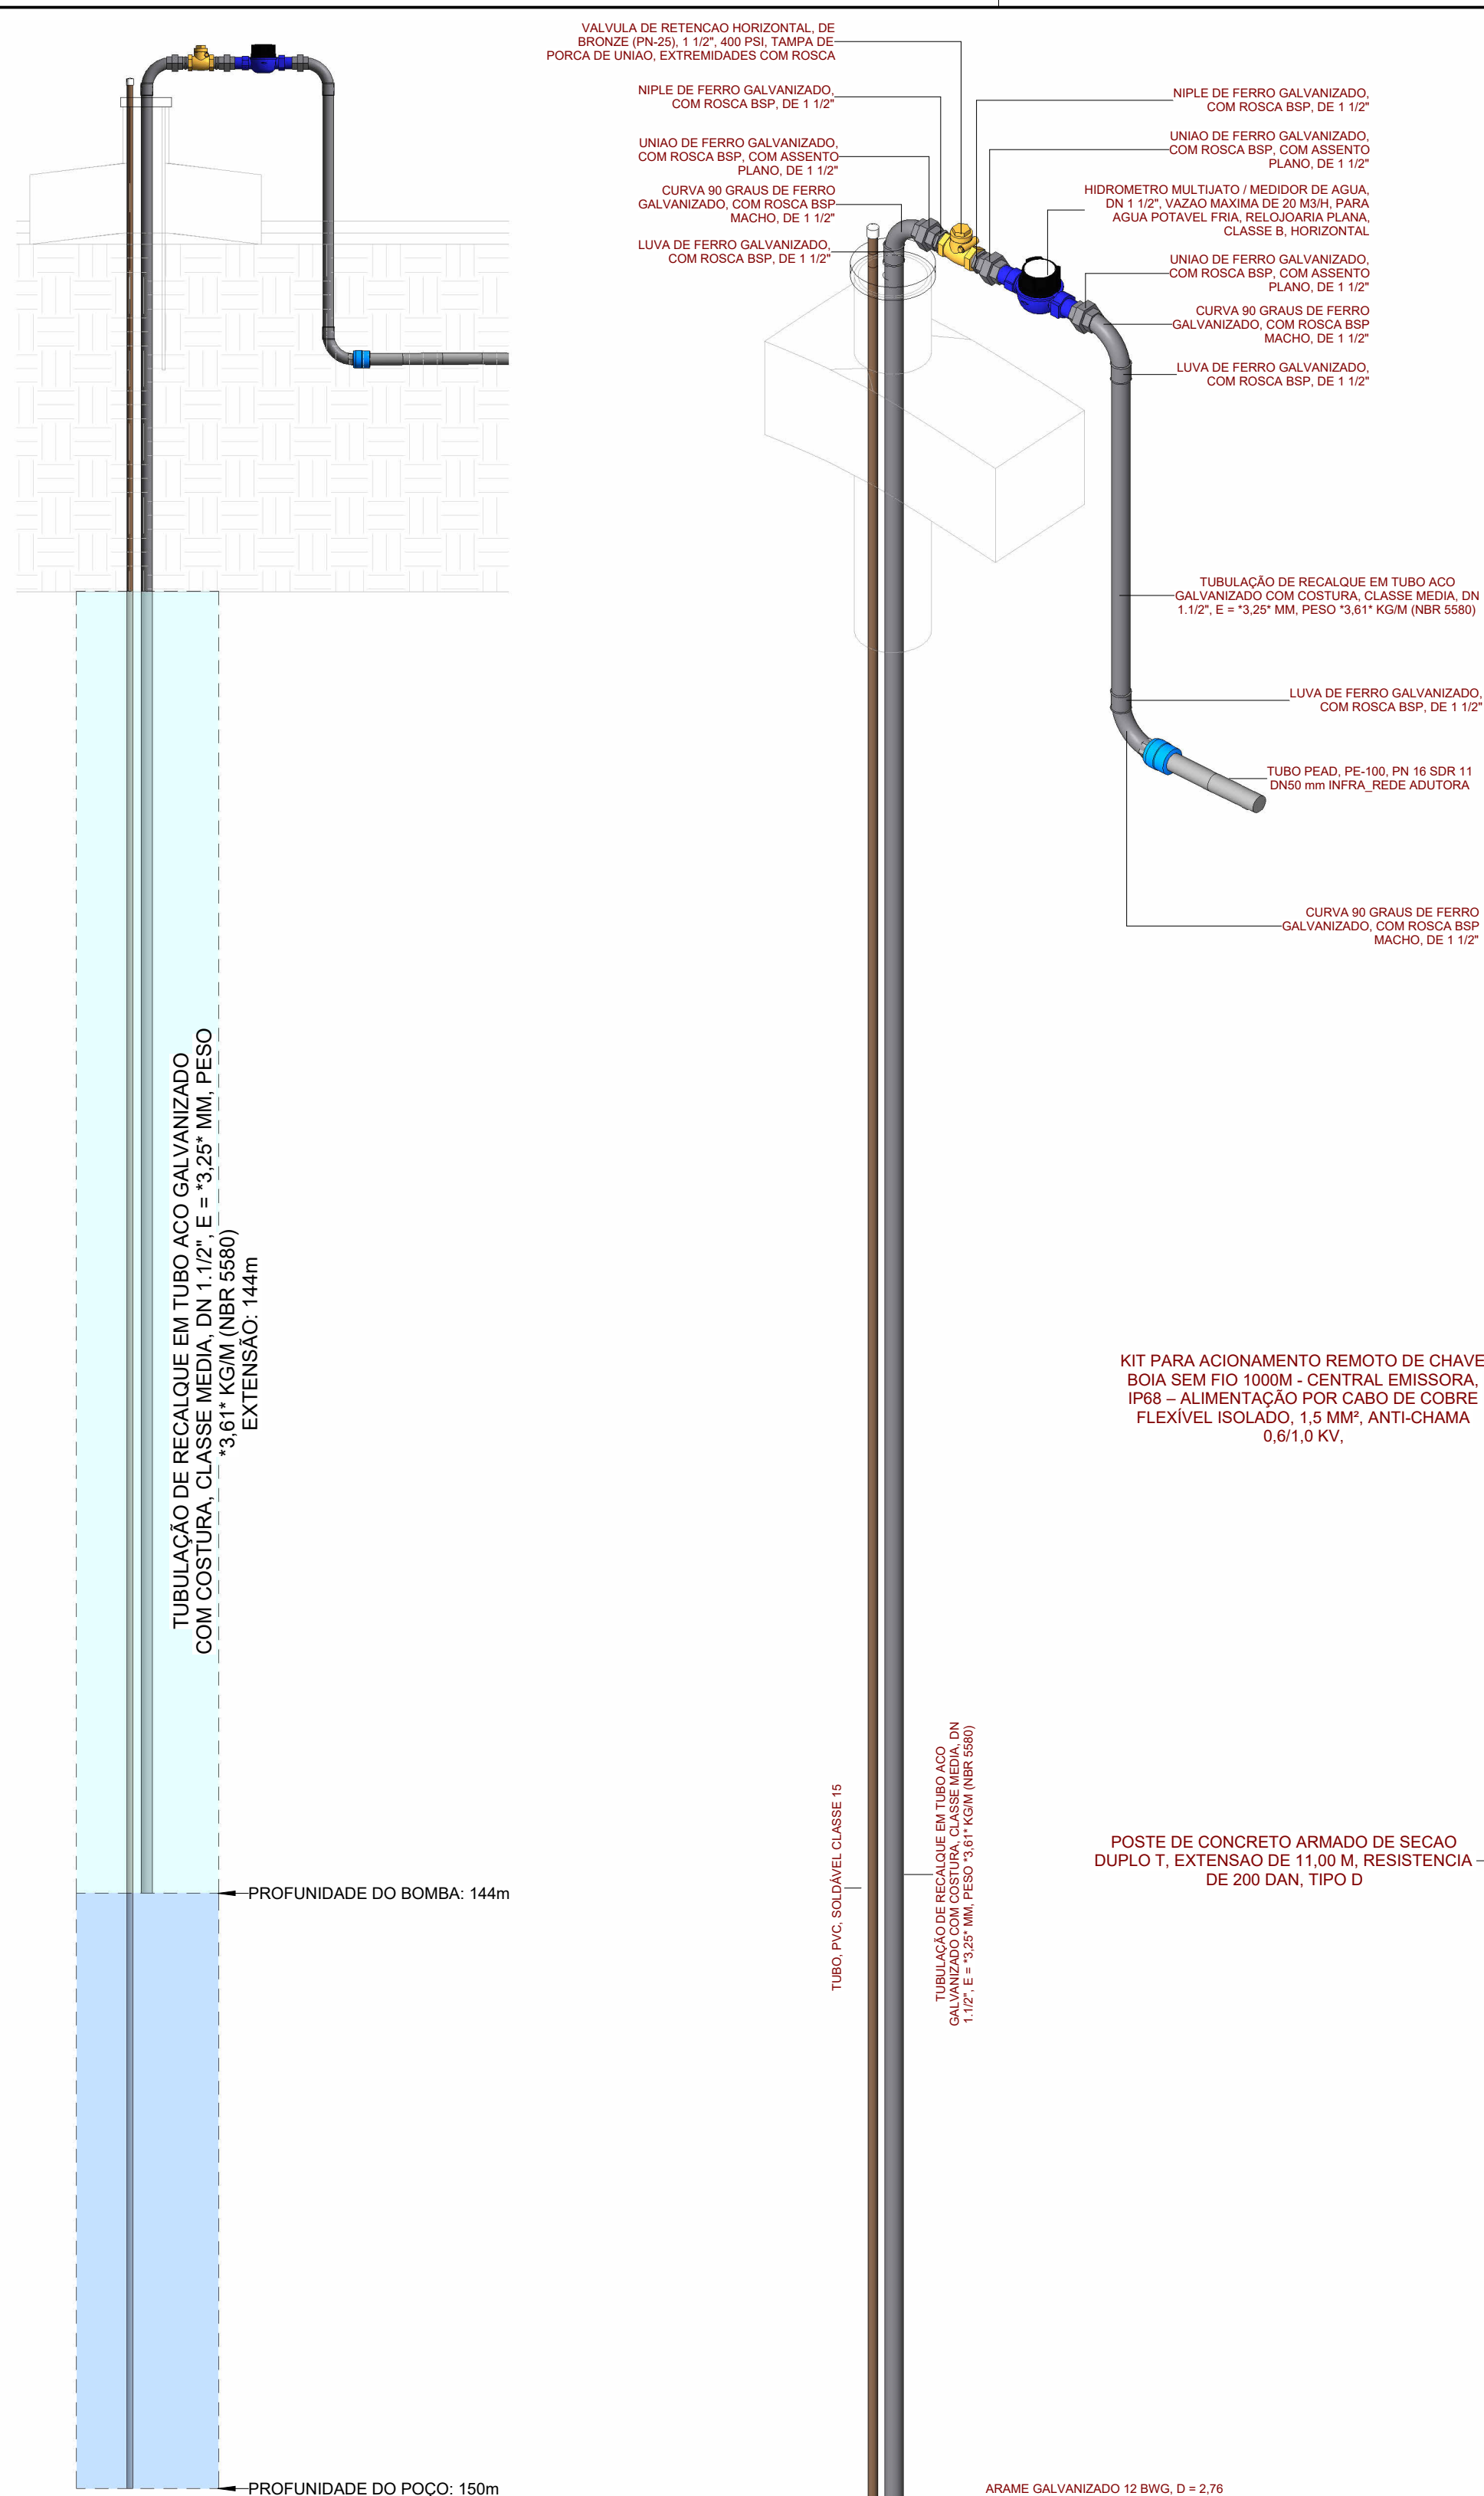 VALVULA DE RETENCAO HORIZONTAL, DE
BRONZE (PN-25), 1 1/2", 400 PSI, TAMPA DE
PORCA DE UNIAO, EXTREMIDADES COM ROSCA
NIPLE DE FERRO GALVANIZADO,
COM ROSCA BSP, DE 1 1/2"
UNIAO DE FERRO GALVANIZADO,
COM ROSCA BSP, COM ASSENTO
PLANO, DE 1 1/2"
CURVA 90 GRAUS DE FERRO
GALVANIZADO, COM ROSCA BSP
MACHO, DE 1 1/2"
LUVA DE FERRO GALVANIZADO,
COM ROSCA BSP, DE 1 1/2"
NIPLE DE FERRO GALVANIZADO,
COM ROSCA BSP, DE 1 1/2"
UNIAO DE FERRO GALVANIZADO,
COM ROSCA BSP, COM ASSENTO
PLANO, DE 1 1/2"
HIDROMETRO MULTIJATO / MEDIDOR DE AGUA,
DN 1 1/2", VAZAO MAXIMA DE 20 M3/H, PARA
AGUA POTAVEL FRIA, RELOJOARIA PLANA,
CLASSE B, HORIZONTAL
UNIAO DE FERRO GALVANIZADO,
COM ROSCA BSP, COM ASSENTO
PLANO, DE 1 1/2"
CURVA 90 GRAUS DE FERRO
GALVANIZADO, COM ROSCA BSP
MACHO, DE 1 1/2"
LUVA DE FERRO GALVANIZADO,
COM ROSCA BSP, DE 1 1/2"
TUBULAÇÃO DE RECALQUE EM TUBO ACO
GALVANIZADO COM COSTURA, CLASSE MEDIA, DN
1.1/2", E = *3,25* MM, PESO *3,61* KG/M (NBR 5580)
LUVA DE FERRO GALVANIZADO,
COM ROSCA BSP, DE 1 1/2"
TUBO PEAD, PE-100, PN 16 SDR 11
DN50 mm INFRA_REDE ADUTORA
CURVA 90 GRAUS DE FERRO
GALVANIZADO, COM ROSCA BSP
MACHO, DE 1 1/2"
TUBULAÇÃO DE RECALQUE EM TUBO ACO GALVANIZADO
COM COSTURA, CLASSE MEDIA, DN 1.1/2", E = *3,25* MM, PESO
*3,61* KG/M (NBR 5580)
EXTENSÃO: 144m
KIT PARA ACIONAMENTO REMOTO DE CHAVE
BOIA SEM FIO 1000M - CENTRAL EMISSORA,
IP68 – ALIMENTAÇÃO POR CABO DE COBRE
FLEXÍVEL ISOLADO, 1,5 MM², ANTI-CHAMA
0,6/1,0 KV,
TUBO, PVC, SOLDÁVEL CLASSE 15
TUBULAÇÃO DE RECALQUE EM TUBO ACO
GALVANIZADO COM COSTURA, CLASSE MEDIA, DN
1.1/2", E = *3,25* MM, PESO *3,61* KG/M (NBR 5580)
POSTE DE CONCRETO ARMADO DE SECAO
DUPLO T, EXTENSAO DE 11,00 M, RESISTENCIA
DE 200 DAN, TIPO D
PROFUNIDADE DO BOMBA: 144m
PROFUNIDADE DO POÇO: 150m
ARAME GALVANIZADO 12 BWG, D = 2,76